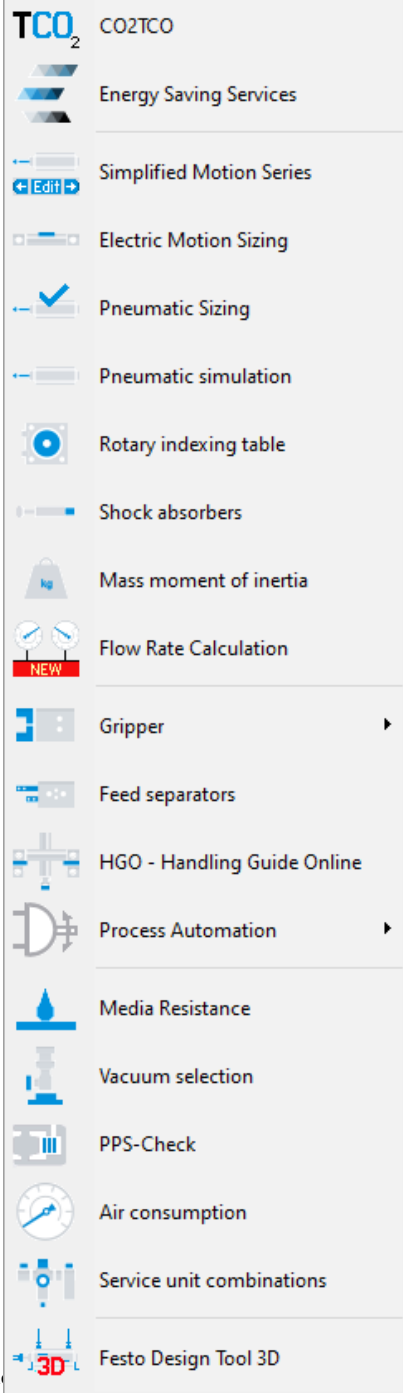 TCO2 CO2TCO
Energy Saving Services
Edit Simplified Motion Series
Electric Motion Sizing
Pneumatic Sizing
Pneumatic simulation
Rotary indexing table
Shock absorbers
kg Mass moment of inertia
NEW Flow Rate Calculation
Gripper
Feed separators
HGO - Handling Guide Online
Process Automation
Media Resistance
Vacuum selection
PPS-Check
Air consumption
Service unit combinations
3D Festo Design Tool 3D